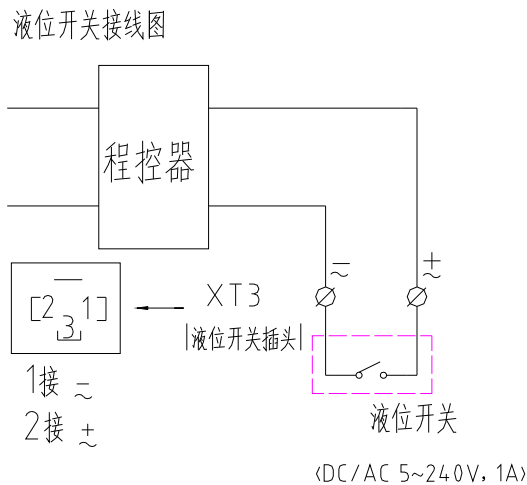 液位开关接线图
程控器
−
~
+
~
[2 1]
3
XT3
|液位开关插头|
1接 −
~
2接 +
~
液位开关
<DC/AC 5~240V, 1A>